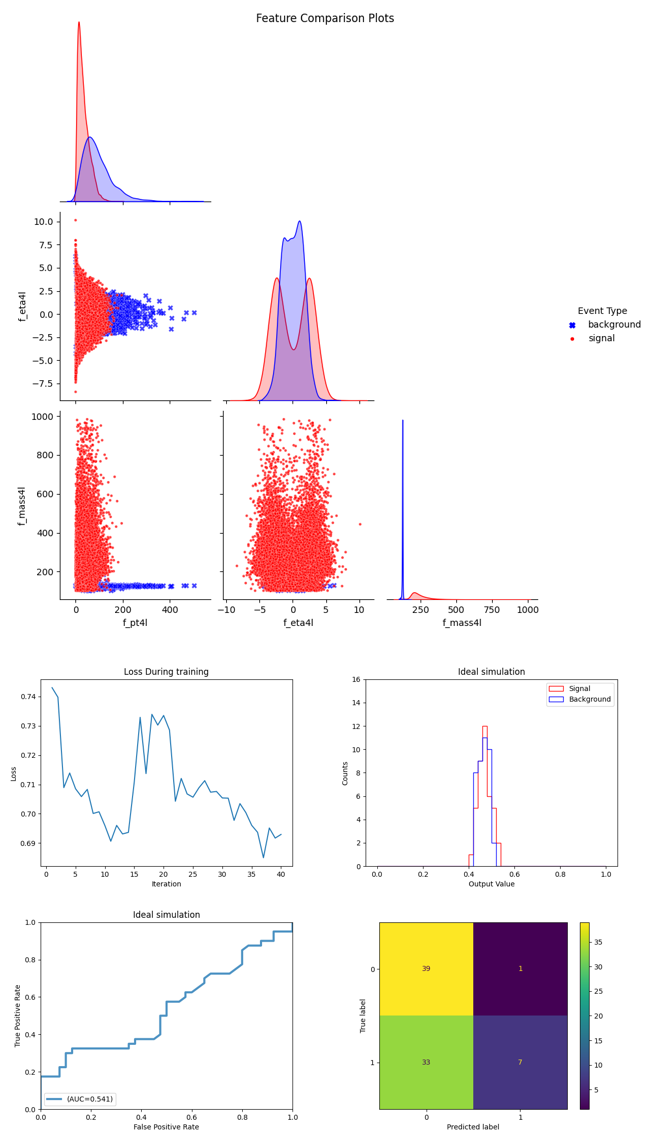 Feature Comparison Plots
10.0
7.5
5.0
2.5
0.0
−2.5
−5.0
−7.5
f_eta4l
Event Type
background
signal
1000
800
600
400
200
f_mass4l
0 200 400
f_pt4l
−10 −5 0 5 10
f_eta4l
250 500 750 1000
f_mass4l
Loss During training
0.74
0.73
0.72
0.71
0.70
0.69
Loss
0 5 10 15 20 25 30 35 40
Iteration
Ideal simulation
16
14
12
10
8
6
4
2
0
Counts
Signal
Background
0.0 0.2 0.4 0.6 0.8 1.0
Output Value
Ideal simulation
1.0
0.8
0.6
0.4
0.2
0.0
True Positive Rate
(AUC=0.541)
0.0 0.2 0.4 0.6 0.8 1.0
False Positive Rate
0
1
True label
39 1
33 7
0 1
Predicted label
35
30
25
20
15
10
5